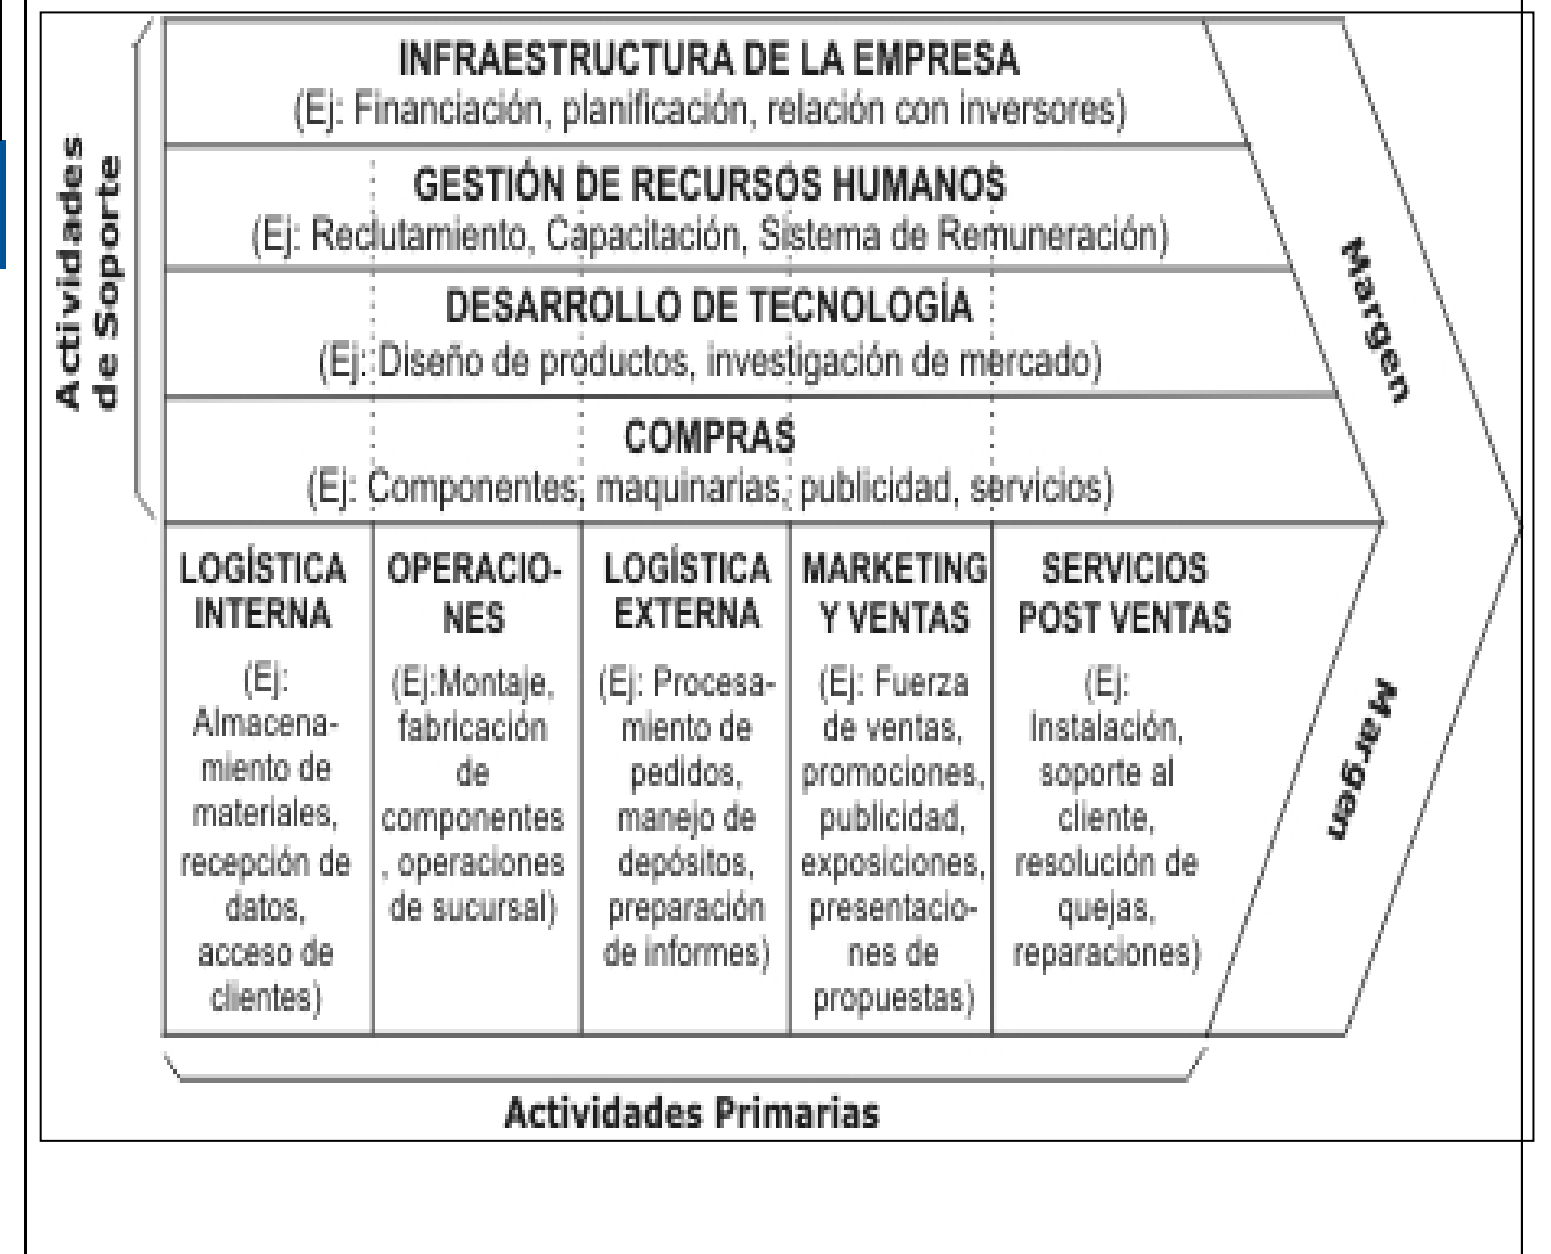 Actividades
de Soporte
INFRAESTRUCTURA DE LA EMPRESA
(Ej: Financiación, planificación, relación con inversores)
GESTIÓN DE RECURSOS HUMANOS
(Ej: Reclutamiento, Capacitación, Sistema de Remuneración)
DESARROLLO DE TECNOLOGÍA
(Ej: Diseño de productos, investigación de mercado)
COMPRAS
(Ej: Componentes, maquinarias, publicidad, servicios)
Margen
LOGÍSTICA
INTERNA
(Ej:
Almacena-
miento de
materiales,
recepción de
datos,
acceso de
clientes)
OPERACIO-
NES
(Ej:Montaje,
fabricación
de
componentes
, operaciones
de sucursal)
LOGÍSTICA
EXTERNA
(Ej: Procesa-
miento de
pedidos,
manejo de
depósitos,
preparación
de informes)
MARKETING
Y VENTAS
(Ej: Fuerza
de ventas,
promociones,
publicidad,
exposiciones,
presentacio-
nes de
propuestas)
SERVICIOS
POST VENTAS
(Ej:
Instalación,
soporte al
cliente,
resolución de
quejas,
reparaciones)
Margen
Actividades Primarias